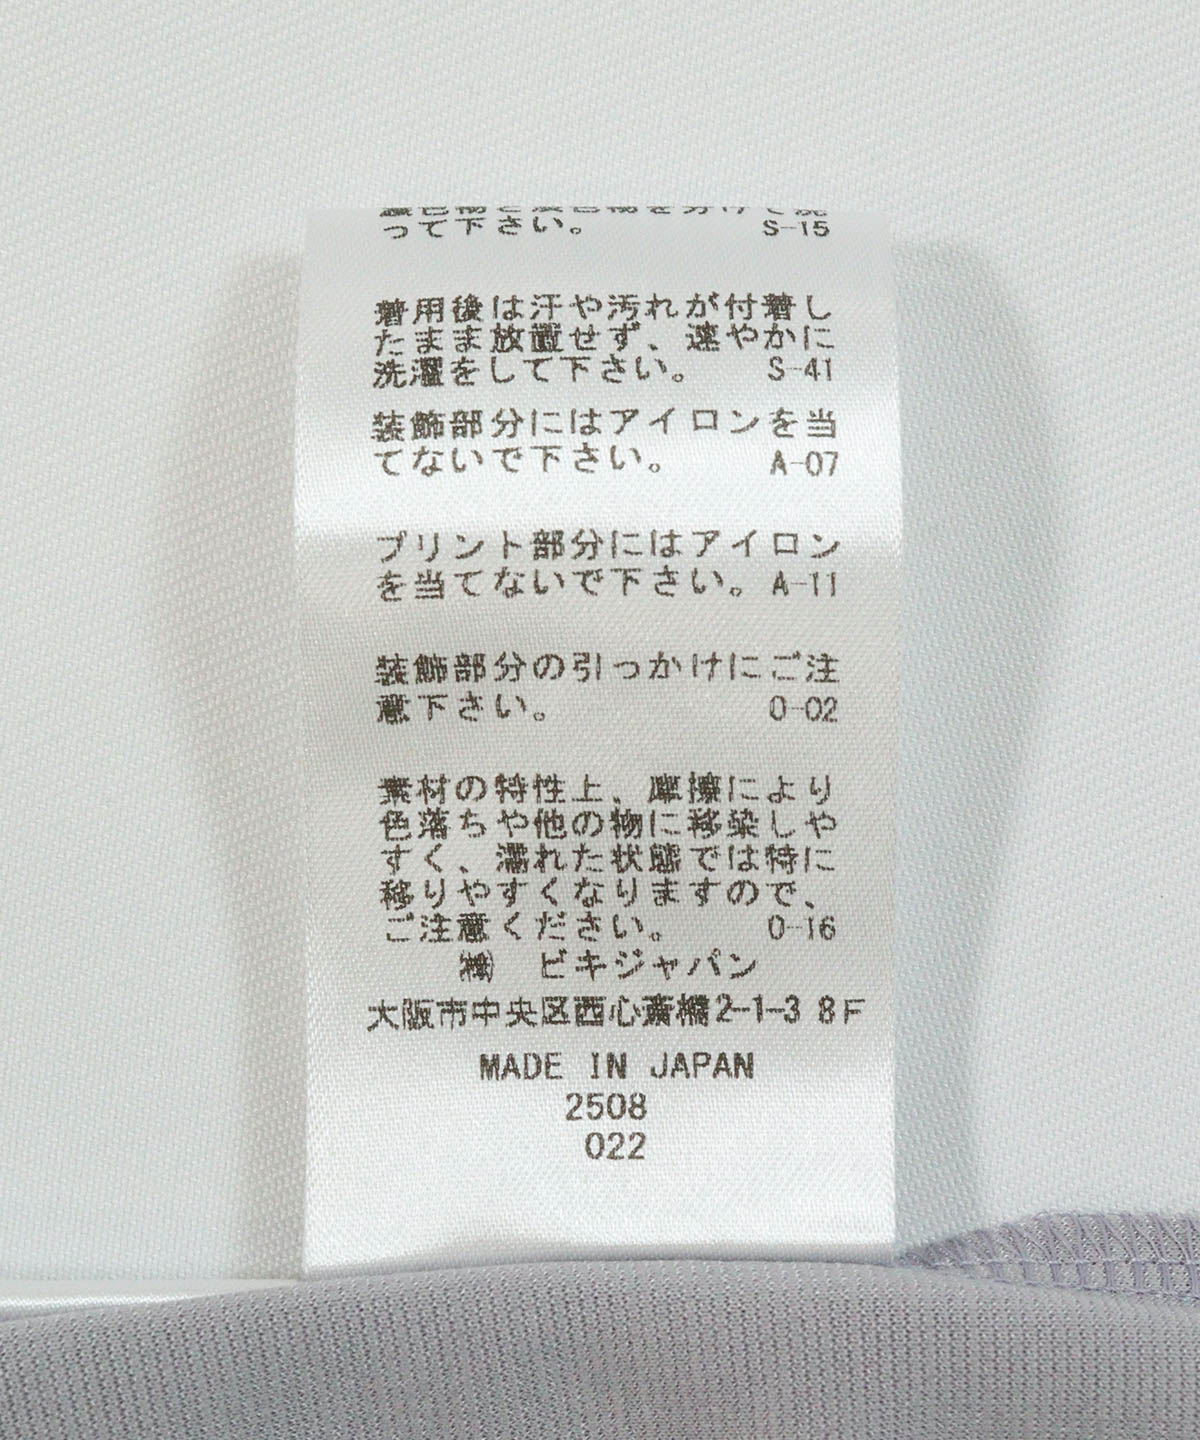 って下さい。 S-15
着用後は汗や汚れが付着し
たまま放置せず、速やかに
洗濯をして下さい。 S-41
装飾部分にはアイロンを当
てないで下さい。 A-07
プリント部分にはアイロン
を当てないで下さい。A-11
装飾部分の引っかけにご注
意下さい。 O-02
素材の特性上、摩擦により
色落ちや他の物に移染しや
すく、濡れた状態では特に
移りやすくなりますので、
ご注意ください。 O-16
㈱ ビキジャパン
大阪市中央区西心斎橋2-1-3 8F
MADE IN JAPAN
2508
022